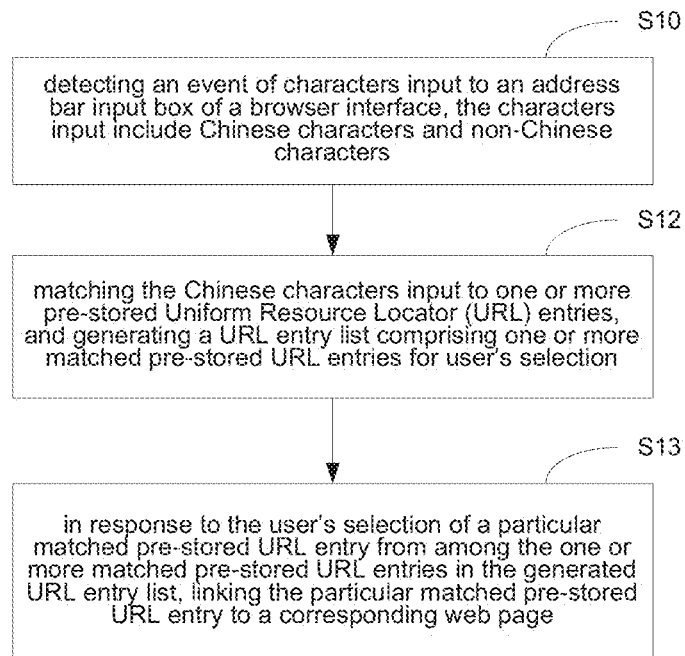 S10
detecting an event of characters input to an address
bar input box of a browser interface, the characters
input include Chinese characters and non-Chinese
characters
S12
matching the Chinese characters input to one or more
pre-stored Uniform Resource Locator (URL) entries,
and generating a URL entry list comprising one or more
matched pre-stored URL entries for user's selection
S13
in response to the user's selection of a particular
matched pre-stored URL entry from among the one or
more matched pre-stored URL entries in the generated
URL entry list, linking the particular matched pre-stored
URL entry to a corresponding web page